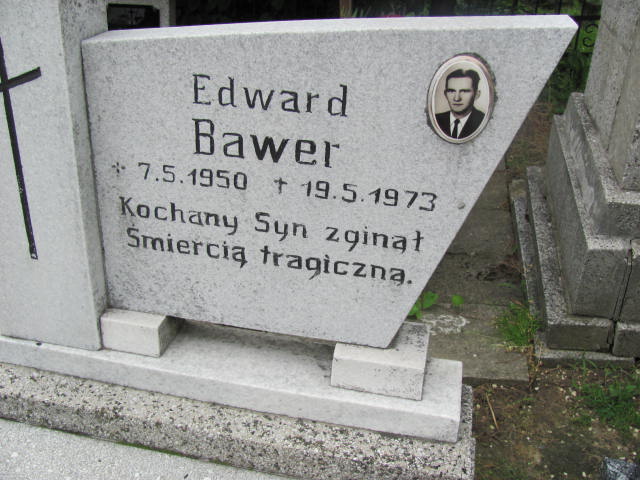 Edward
Bawer
* 7.5.1950 † 19.5.1973
Kochany Syn zginął
Śmiercią tragiczną.